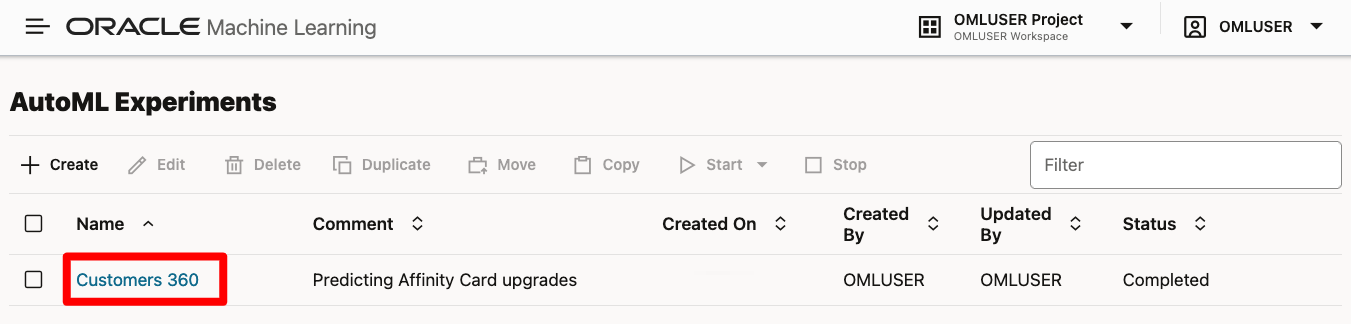 ORACLE Machine Learning
OMLUSER Project
OMLUSER Workspace
OMLUSER
AutoML Experiments
Create Edit Delete Duplicate Move Copy Start Stop Filter
Name Comment Created On Created By Updated By Status
Customers 360 Predicting Affinity Card upgrades OMLUSER OMLUSER Completed